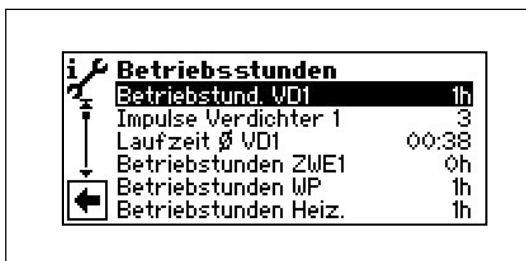 Betriebsstunden
Betriebstund. VD1 1h
Impulse Verdichter 1 3
Laufzeit Ø VD1 00:38
Betriebstunden ZWE1 0h
Betriebstunden WP 1h
Betriebstunden Heiz. 1h